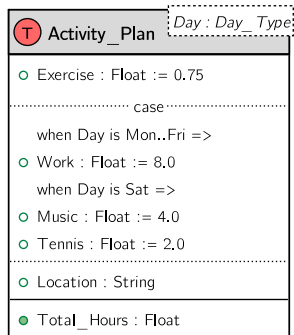 Day : Day_Type
T Activity_Plan
Exercise : Float := 0.75
case
when Day is Mon..Fri =>
Work : Float := 8.0
when Day is Sat =>
Music : Float := 4.0
Tennis : Float := 2.0
Location : String
Total_Hours : Float